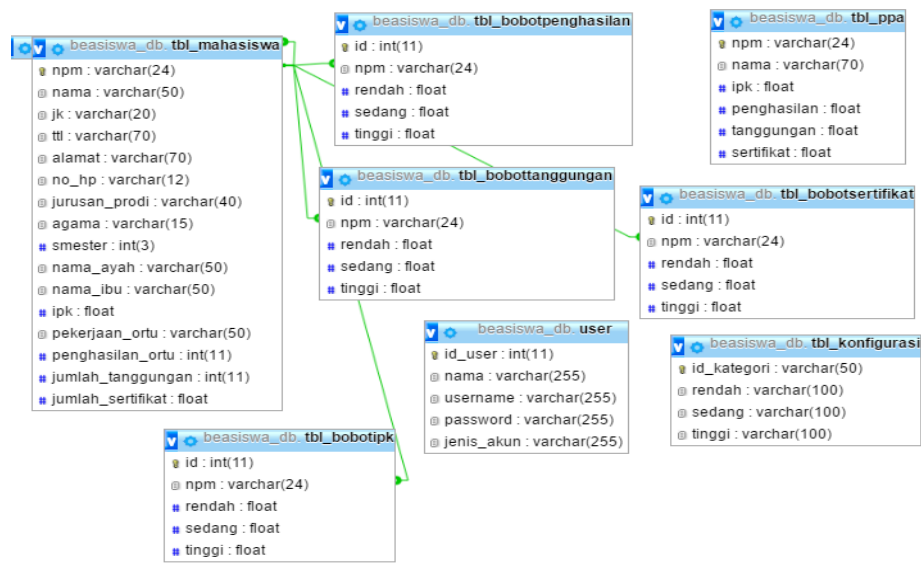 beasiswa_db. tbl_mahasiswa
npm : varchar(24)
nama : varchar(50)
jk : varchar(20)
ttl : varchar(70)
alamat : varchar(70)
no_hp : varchar(12)
jurusan_prodi : varchar(40)
agama : varchar(15)
# smester : int(3)
nama_ayah : varchar(50)
nama_ibu : varchar(50)
# ipk : float
pekerjaan_ortu : varchar(50)
# penghasilan_ortu : int(11)
# jumlah_tanggungan : int(11)
# jumlah_sertifikat : float
beasiswa_db. tbl_bobotpenghasilan
id : int(11)
npm : varchar(24)
# rendah : float
# sedang : float
# tinggi : float
beasiswa_db. tbl_ppa
npm : varchar(24)
nama : varchar(70)
# ipk : float
# penghasilan : float
# tanggungan : float
# sertifikat : float
beasiswa_db. tbl_bobottanggungan
id : int(11)
npm : varchar(24)
# rendah : float
# sedang : float
# tinggi : float
beasiswa_db. tbl_bobotsertifikat
id : int(11)
npm : varchar(24)
# rendah : float
# sedang : float
# tinggi : float
beasiswa_db. user
id_user : int(11)
nama : varchar(255)
username : varchar(255)
password : varchar(255)
jenis_akun : varchar(255)
beasiswa_db. tbl_konfigurasi
id_kategori : varchar(50)
rendah : varchar(100)
sedang : varchar(100)
tinggi : varchar(100)
beasiswa_db. tbl_bobotipk
id : int(11)
npm : varchar(24)
# rendah : float
# sedang : float
# tinggi : float